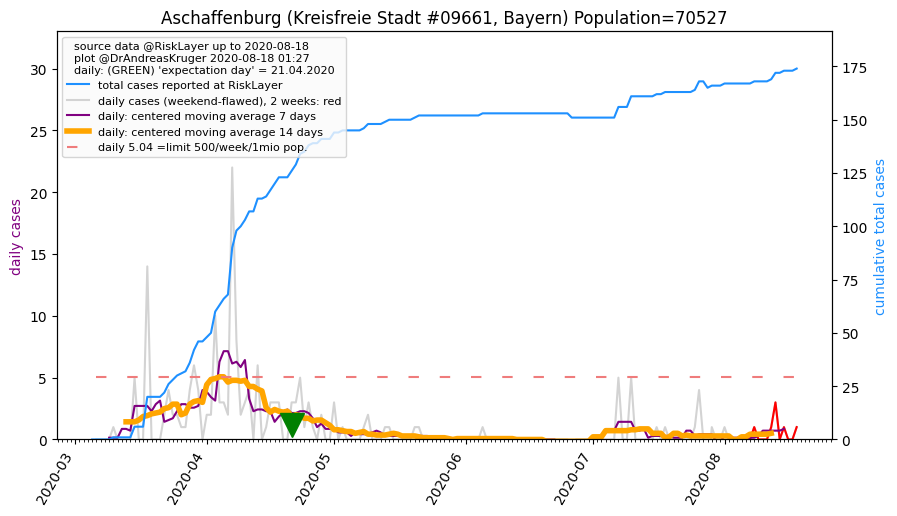 Aschaffenburg (Kreisfreie Stadt #09661, Bayern) Population=70527
source data @RiskLayer up to 2020-08-18
plot @DrAndreasKruger 2020-08-18 01:27
daily: (GREEN) 'expectation day' = 21.04.2020
total cases reported at RiskLayer
daily cases (weekend-flawed), 2 weeks: red
daily: centered moving average 7 days
daily: centered moving average 14 days
daily 5.04 =limit 500/week/1mio pop.
daily cases
30
25
20
15
10
5
0
cumulative total cases
175
150
125
100
75
50
25
0
2020-03
2020-04
2020-05
2020-06
2020-07
2020-08